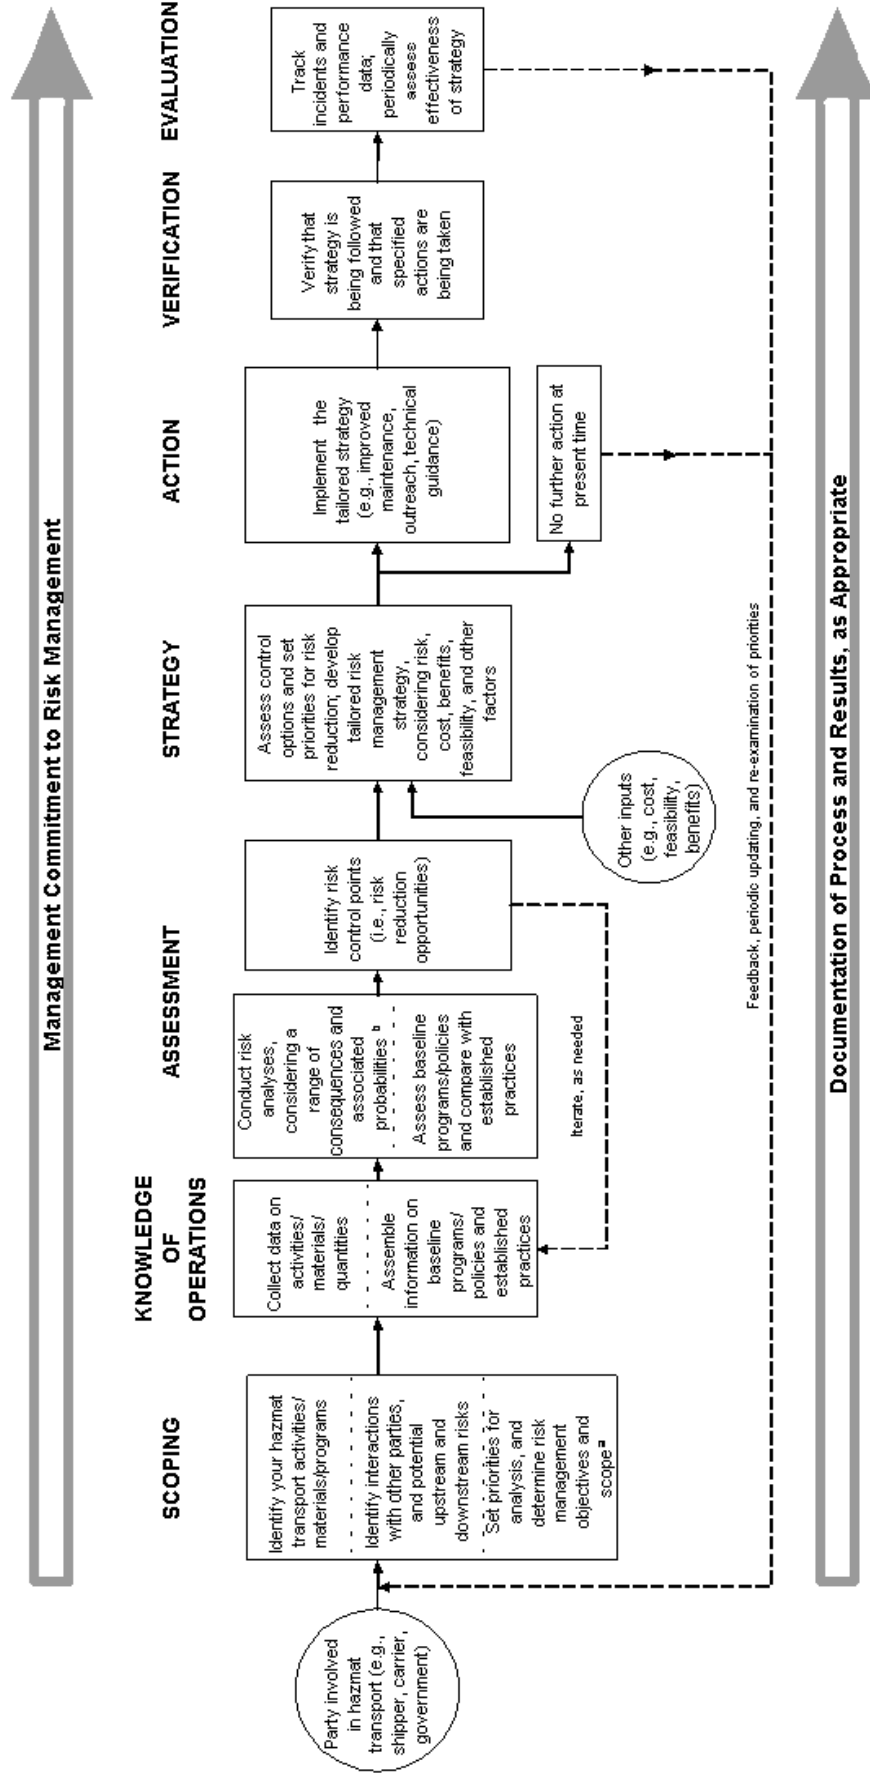 Management Commitment to Risk Management
SCOPING
KNOWLEDGE
OF
OPERATIONS
ASSESSMENT
STRATEGY
ACTION
VERIFICATION
EVALUATION
Party involved
in hazmat
transport (e.g.,
shipper, carrier,
government)
Identify your hazmat
transport activities/
materials/programs
Identify interactions
with other parties,
and potential
upstream and
downstream risks
Set priorities for
analysis, and
determine risk
management
objectives and
scope a
Collect data on
activities/
materials/
quantities
Assemble
information on
baseline
programs/
policies and
established
practices
Conduct risk
analyses,
considering a
range of
consequences and
associated
probabilities b
Assess baseline
programs/policies
and compare with
established
practices
Identify risk
control points
(i.e., risk
reduction
opportunities)
Iterate, as needed
Assess control
options and set
priorities for risk
reduction; develop
tailored risk
management
strategy,
considering risk,
cost, benefits,
feasibility, and other
factors
Other inputs
(e.g., cost,
feasibility,
benefits)
Implement the
tailored strategy
(e.g., improved
maintenance,
outreach, technical
guidance)
No further action at
present time
Verify that
strategy is
being followed
and that
specified
actions are
being taken
Track
incidents and
performance
data;
periodically
assess
effectiveness
of strategy
Feedback, periodic updating, and re-examination of priorities
Documentation of Process and Results, as Appropriate